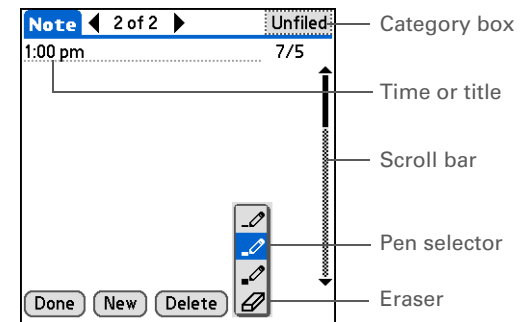 Note 2 of 2 Unfiled
Category box
1:00 pm 7/5
Time or title
Scroll bar
Pen selector
Done New Delete
Eraser